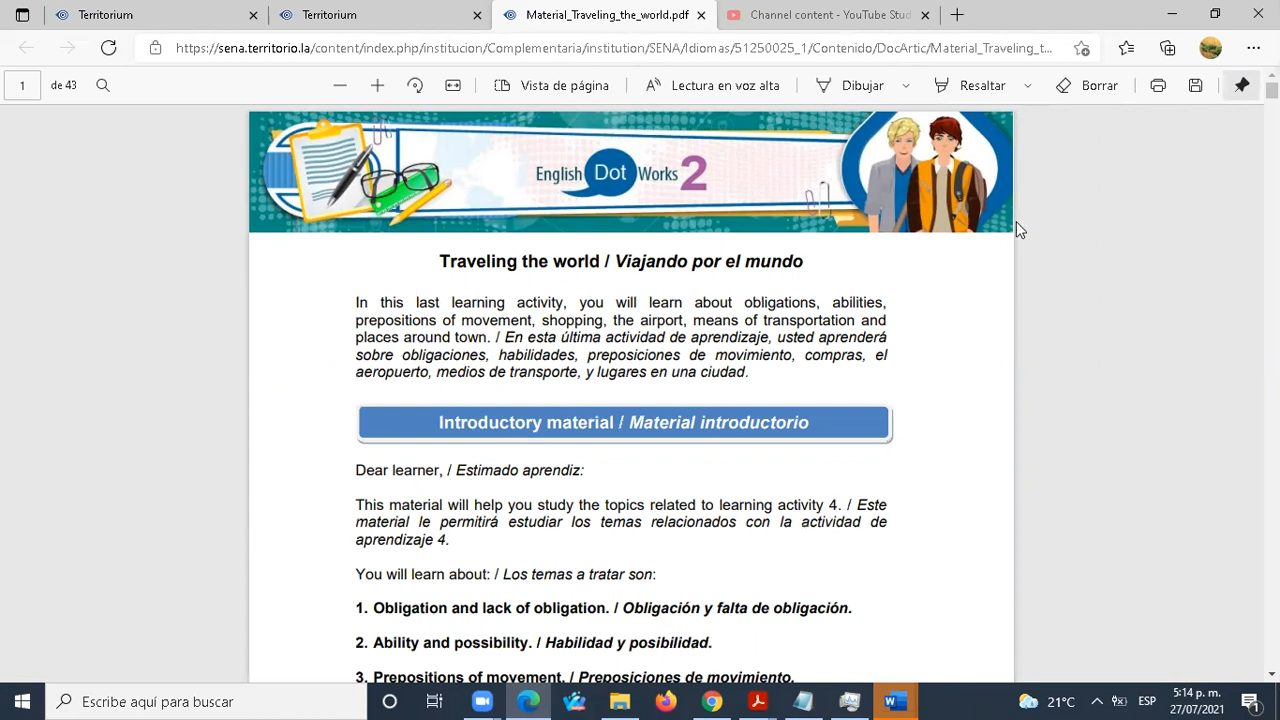 Territorium
Territorium
Material_Traveling_the_world.pdf
Channel content - YouTube Stud
https://sena.territorio.la/content/index.php/institucion/Complementaria/institution/SENA/Idiomas/51250025_1/Contenido/DocArtic/Material_Traveling_t...
1 de 43
Vista de página
Lectura en voz alta
Dibujar
Resaltar
Borrar
English Dot Works 2
Traveling the world / Viajando por el mundo
In this last learning activity, you will learn about obligations, abilities,
prepositions of movement, shopping, the airport, means of transportation and
places around town. / En esta última actividad de aprendizaje, usted aprenderá
sobre obligaciones, habilidades, preposiciones de movimiento, compras, el
aeropuerto, medios de transporte, y lugares en una ciudad.
Introductory material / Material introductorio
Dear learner, / Estimado aprendiz:
This material will help you study the topics related to learning activity 4. / Este
material le permitirá estudiar los temas relacionados con la actividad de
aprendizaje 4.
You will learn about: / Los temas a tratar son:
1. Obligation and lack of obligation. / Obligación y falta de obligación.
2. Ability and possibility. / Habilidad y posibilidad.
3. Prepositions of movement. / Preposiciones de movimiento.
Escribe aquí para buscar
21°C
ESP
5:14 p. m.
27/07/2021